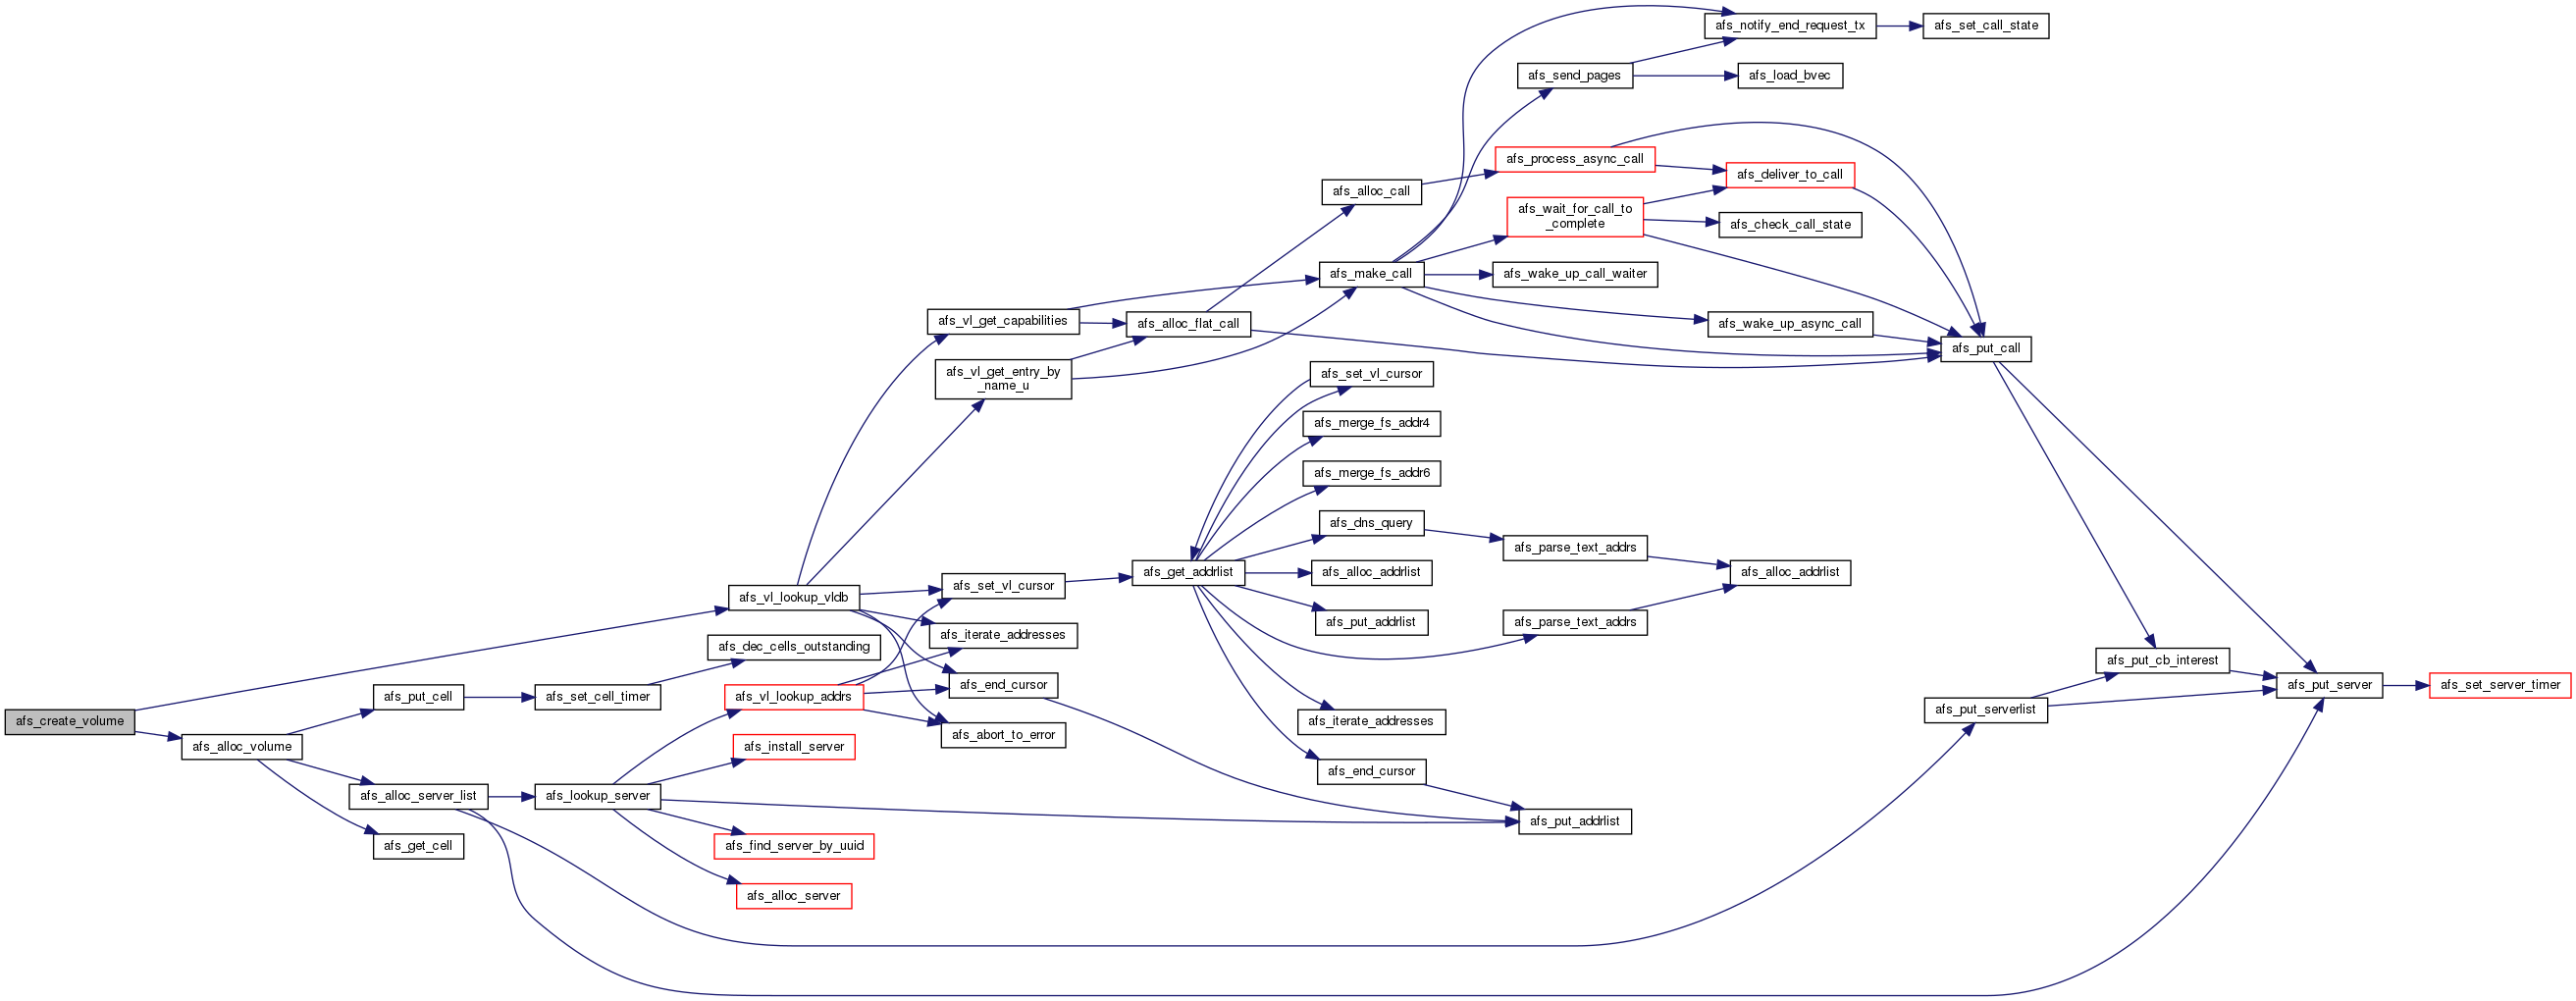 afs_notify_end_request_tx
afs_set_call_state
afs_send_pages
afs_load_bvec
afs_process_async_call
afs_deliver_to_call
afs_alloc_call
afs_wait_for_call_to
_complete
afs_check_call_state
afs_make_call
afs_wake_up_call_waiter
afs_vl_get_capabilities
afs_alloc_flat_call
afs_wake_up_async_call
afs_put_call
afs_vl_get_entry_by
_name_u
afs_set_vl_cursor
afs_merge_fs_addr4
afs_merge_fs_addr6
afs_dns_query
afs_parse_text_addrs
afs_vl_lookup_vldb
afs_set_vl_cursor
afs_get_addrlist
afs_alloc_addrlist
afs_alloc_addrlist
afs_iterate_addresses
afs_put_addrlist
afs_parse_text_addrs
afs_dec_cells_outstanding
afs_put_cb_interest
afs_put_cell
afs_set_cell_timer
afs_vl_lookup_addrs
afs_end_cursor
afs_put_server
afs_set_server_timer
afs_create_volume
afs_iterate_addresses
afs_put_serverlist
afs_alloc_volume
afs_install_server
afs_abort_to_error
afs_end_cursor
afs_alloc_server_list
afs_lookup_server
afs_put_addrlist
afs_get_cell
afs_find_server_by_uuid
afs_alloc_server